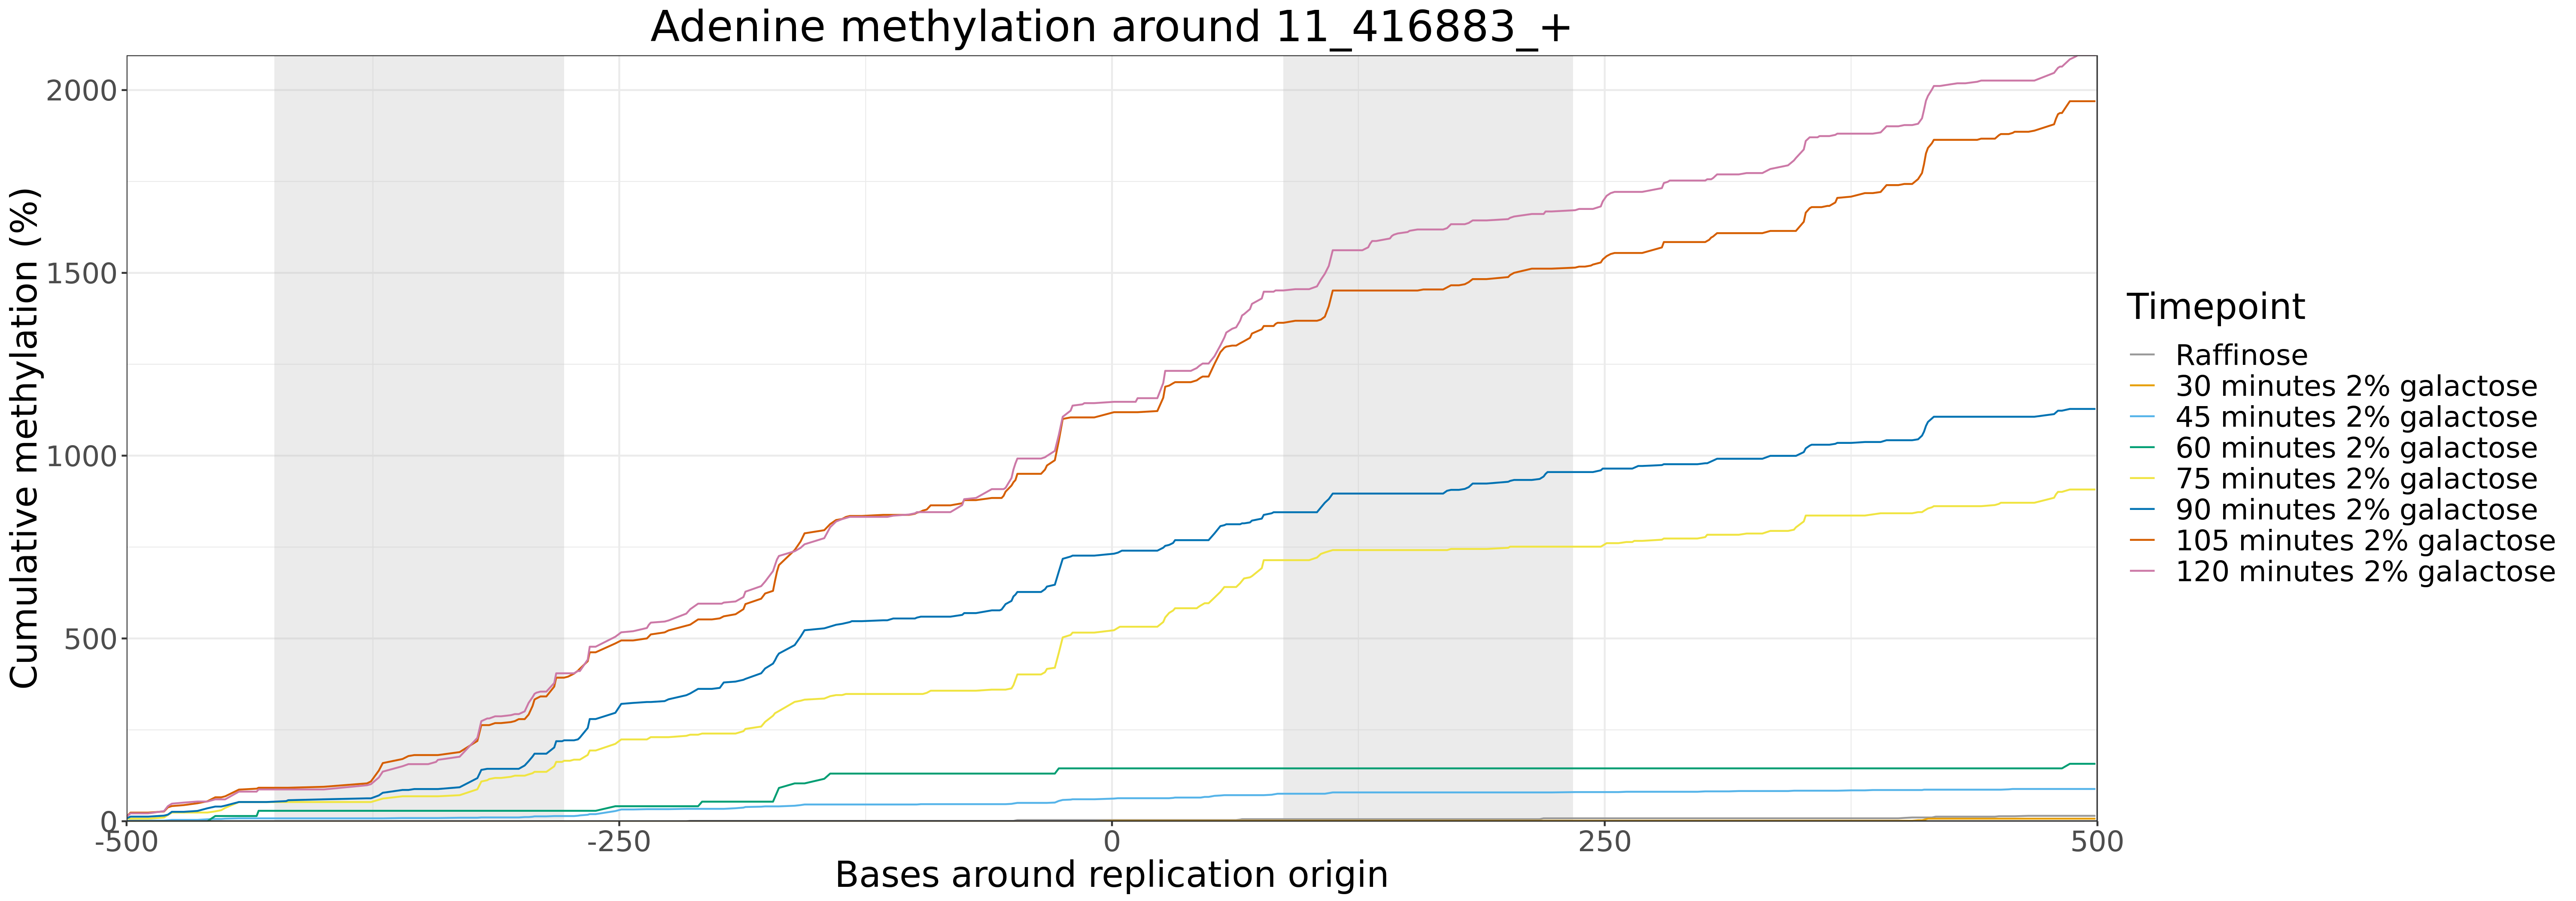 Adenine methylation around 11_416883_+
Cumulative methylation (%)
2000
1500
1000
500
0
-500
-250
0
250
500
Bases around replication origin
Timepoint
Raffinose
30 minutes 2% galactose
45 minutes 2% galactose
60 minutes 2% galactose
75 minutes 2% galactose
90 minutes 2% galactose
105 minutes 2% galactose
120 minutes 2% galactose